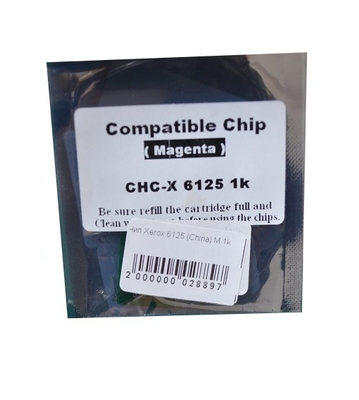 Compatible Chip
( Magenta )
CHC-X 6125 1k
Be sure refill the cartridge full and
Clean before using the chips.
Xerox 6125 (China) M 1k
2 000000 028897